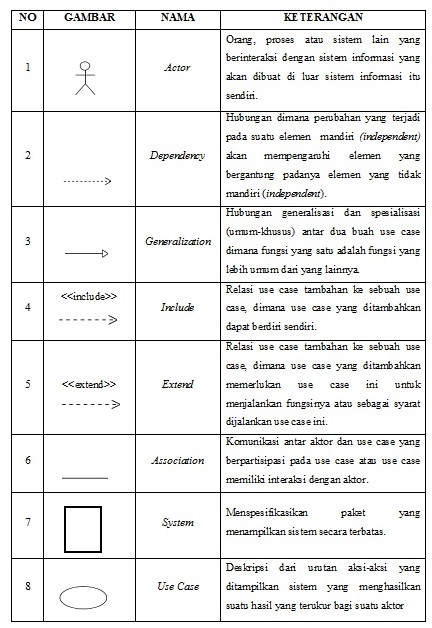 NO GAMBAR NAMA KETERANGAN
1 Actor
Orang, proses atau sistem lain yang
berinteraksi dengan sistem informasi yang
akan dibuat di luar sistem informasi itu
sendiri.
2 Dependency
Hubungan dimana perubahan yang terjadi
pada suatu elemen mandiri (independent)
akan mempengaruhi elemen yang
bergantung padanya elemen yang tidak
mandiri (independent).
3 Generalization
Hubungan generalisasi dan spesialisasi
(umum-khusus) antar dua buah use case
dimana fungsi yang satu adalah fungsi yang
lebih umum dari yang lainnya.
4 <<include>> Include
Relasi use case tambahan ke sebuah use
case, dimana use case yang ditambahkan
dapat berdiri sendiri.
5 <<extend>> Extend
Relasi use case tambahan ke sebuah use
case, dimana use case yang ditambahkan
memerlukan use case ini untuk
menjalankan fungsinya atau sebagai syarat
dijalankan use case ini.
6 Association
Komunikasi antar aktor dan use case yang
berpartisipasi pada use case atau use case
memiliki interaksi dengan aktor.
7 System
Menspesifikasikan paket yang
menampilkan sistem secara terbatas.
8 Use Case
Deskripsi dari urutan aksi-aksi yang
ditampilkan sistem yang menghasilkan
suatu hasil yang terukur bagi suatu aktor